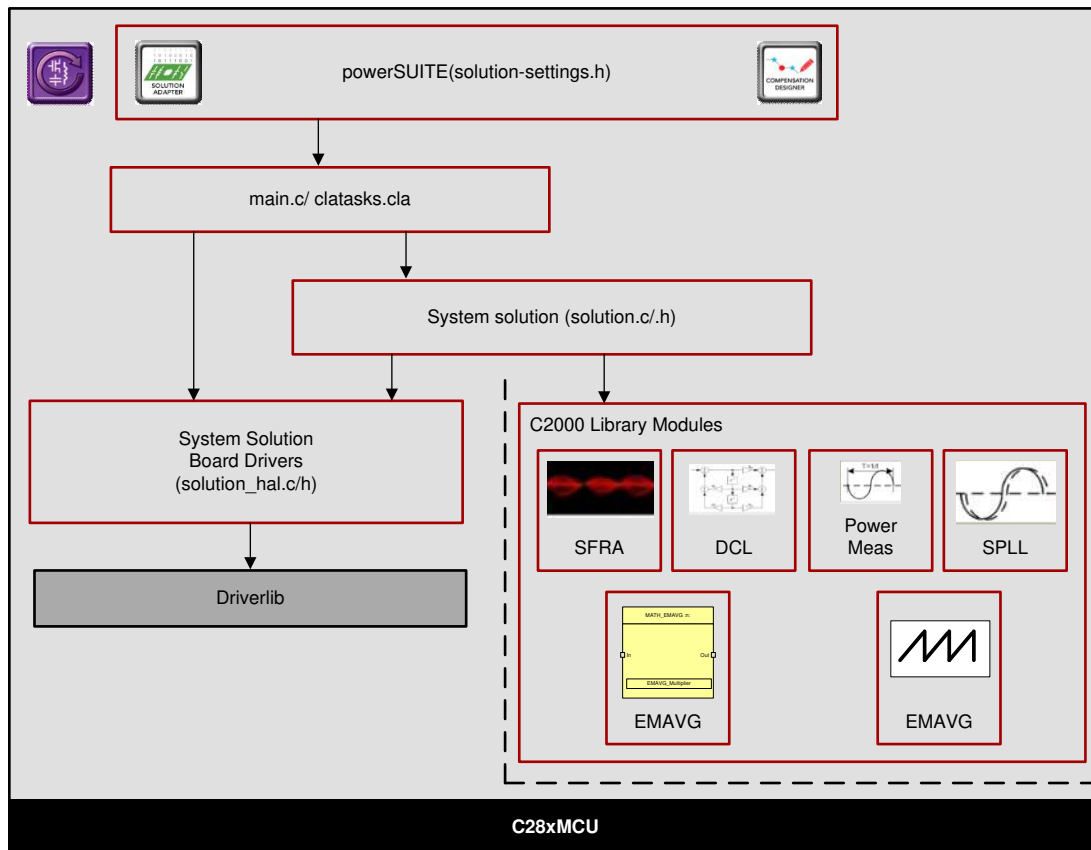 powerSUITE(solution-settings.h)
SOLUTION
ADAPTER
COMPENSATION
DESIGNER
main.c/ clatasks.cla
System solution (solution.c/.h)
System Solution
Board Drivers
(solution_hal.c/h)
Driverlib
C2000 Library Modules
SFRA
DCL
T=1/f
Power
Meas
SPLL
MATH_EMAVG
In
Out
EMAVG_Multiplier
EMAVG
EMAVG
C28xMCU